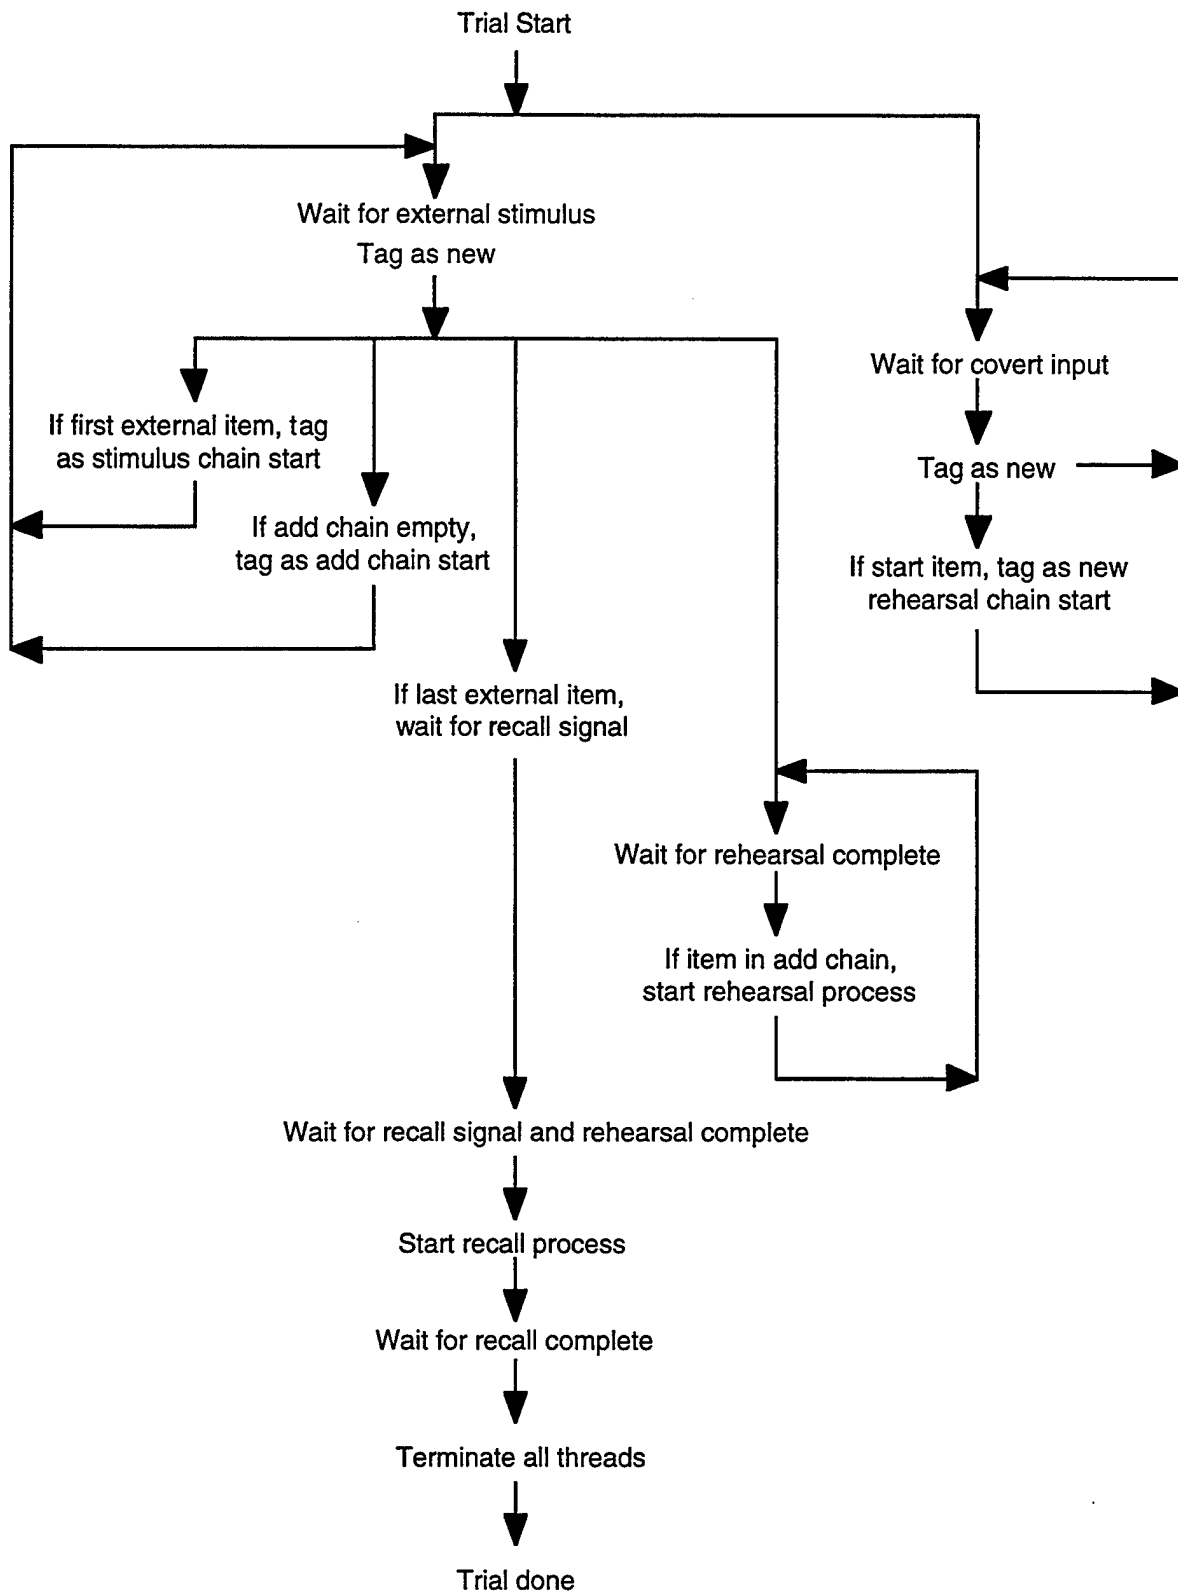 Trial Start
Wait for external stimulus
Tag as new
Wait for covert input
If first external item, tag
as stimulus chain start
Tag as new
If add chain empty,
tag as add chain start
If start item, tag as new
rehearsal chain start
If last external item,
wait for recall signal
Wait for rehearsal complete
If item in add chain,
start rehearsal process
Wait for recall signal and rehearsal complete
Start recall process
Wait for recall complete
Terminate all threads
Trial done